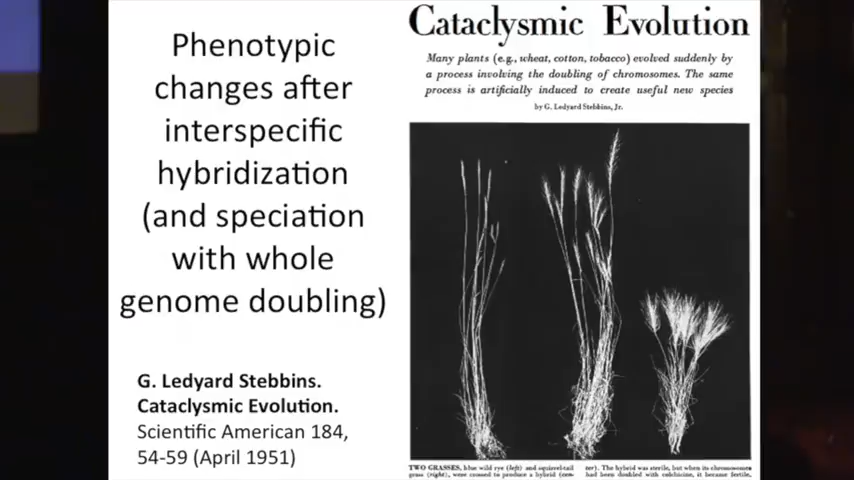 Phenotypic
changes after
interspecific
hybridization
(and speciation
with whole
genome doubling)
G. Ledyard Stebbins.
Cataclysmic Evolution.
Scientific American 184,
54-59 (April 1951)
Cataclysmic Evolution
Many plants (e.g., wheat, cotton, tobacco) evolved suddenly by
a process involving the doubling of chromosomes. The same
process is artificially induced to create useful new species
by G. Ledyard Stebbins, Jr.
TWO GRASSES, blue wild rye (left) and squirrel-tail
grass (right), were crossed to produce a hybrid (cen-
ter). The hybrid was sterile, but when its chromosomes
had been doubled with colchicine, it became fertile,